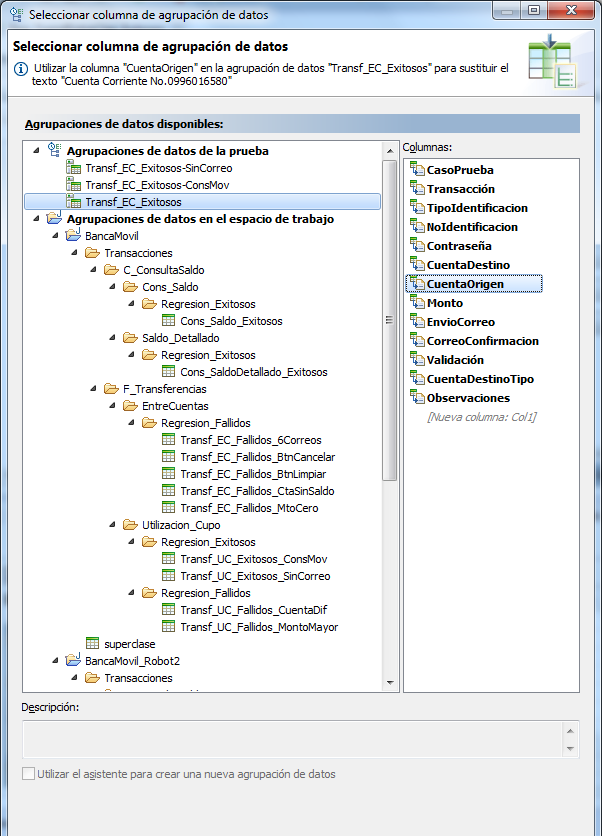 Seleccionar columna de agrupación de datos
Seleccionar columna de agrupación de datos
Utilizar la columna "CuentaOrigen" en la agrupación de datos "Transf_EC_Exitosos" para sustituir el
texto "Cuenta Corriente No.0996016580"
Agrupaciones de datos disponibles:
Agrupaciones de datos de la prueba
Transf_EC_Exitosos-SinCorreo
Transf_EC_Exitosos-ConsMov
Transf_EC_Exitosos
Agrupaciones de datos en el espacio de trabajo
BancaMovil
Transacciones
C_ConsultaSaldo
Cons_Saldo
Regresion_Exitosos
Cons_Saldo_Exitosos
Saldo_Detallado
Regresion_Exitosos
Cons_SaldoDetallado_Exitosos
F_Transferencias
EntreCuentas
Regresion_Fallidos
Transf_EC_Fallidos_6Correos
Transf_EC_Fallidos_BtnCancelar
Transf_EC_Fallidos_BtnLimpiar
Transf_EC_Fallidos_CtaSinSaldo
Transf_EC_Fallidos_MtoCero
Utilizacion_Cupo
Regresion_Exitosos
Transf_UC_Exitosos_ConsMov
Transf_UC_Exitosos_SinCorreo
Regresion_Fallidos
Transf_UC_Fallidos_CuentaDif
Transf_UC_Fallidos_MontoMayor
superclase
BancaMovil_Robot2
Transacciones
Columnas:
CasoPrueba
Transacción
TipoIdentificacion
NoIdentificacion
Contraseña
CuentaDestino
CuentaOrigen
Monto
EnvioCorreo
CorreoConfirmacion
Validación
CuentaDestinoTipo
Observaciones
[Nueva columna: Col1]
Descripción:
Utilizar el asistente para crear una nueva agrupación de datos